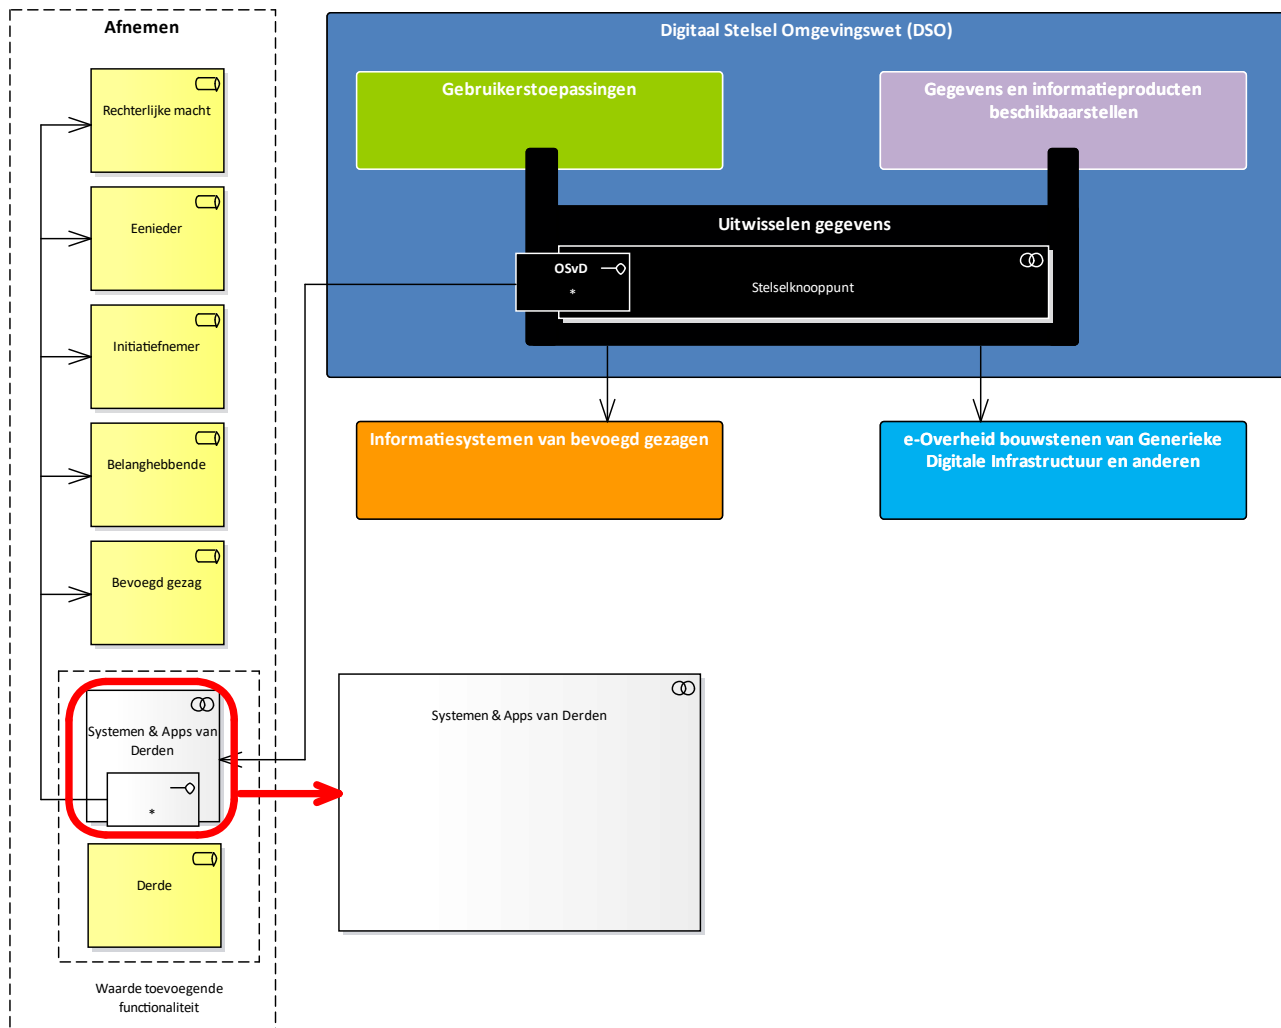 Afnemen
Rechterlijke macht
Eenieder
Initiatiefnemer
Belanghebbende
Bevoegd gezag
Systemen & Apps van
Derden
*
Derde
Waarde toevoegende
functionaliteit
Digitaal Stelsel Omgevingswet (DSO)
Gebruikerstoepassingen
Gegevens en informatieproducten
beschikbaarstellen
Uitwisselen gegevens
OSvD
*
Stelselknooppunt
Informatiesystemen van bevoegd gezagen
e-Overheid bouwstenen van Generieke
Digitale Infrastructuur en anderen
Systemen & Apps van Derden